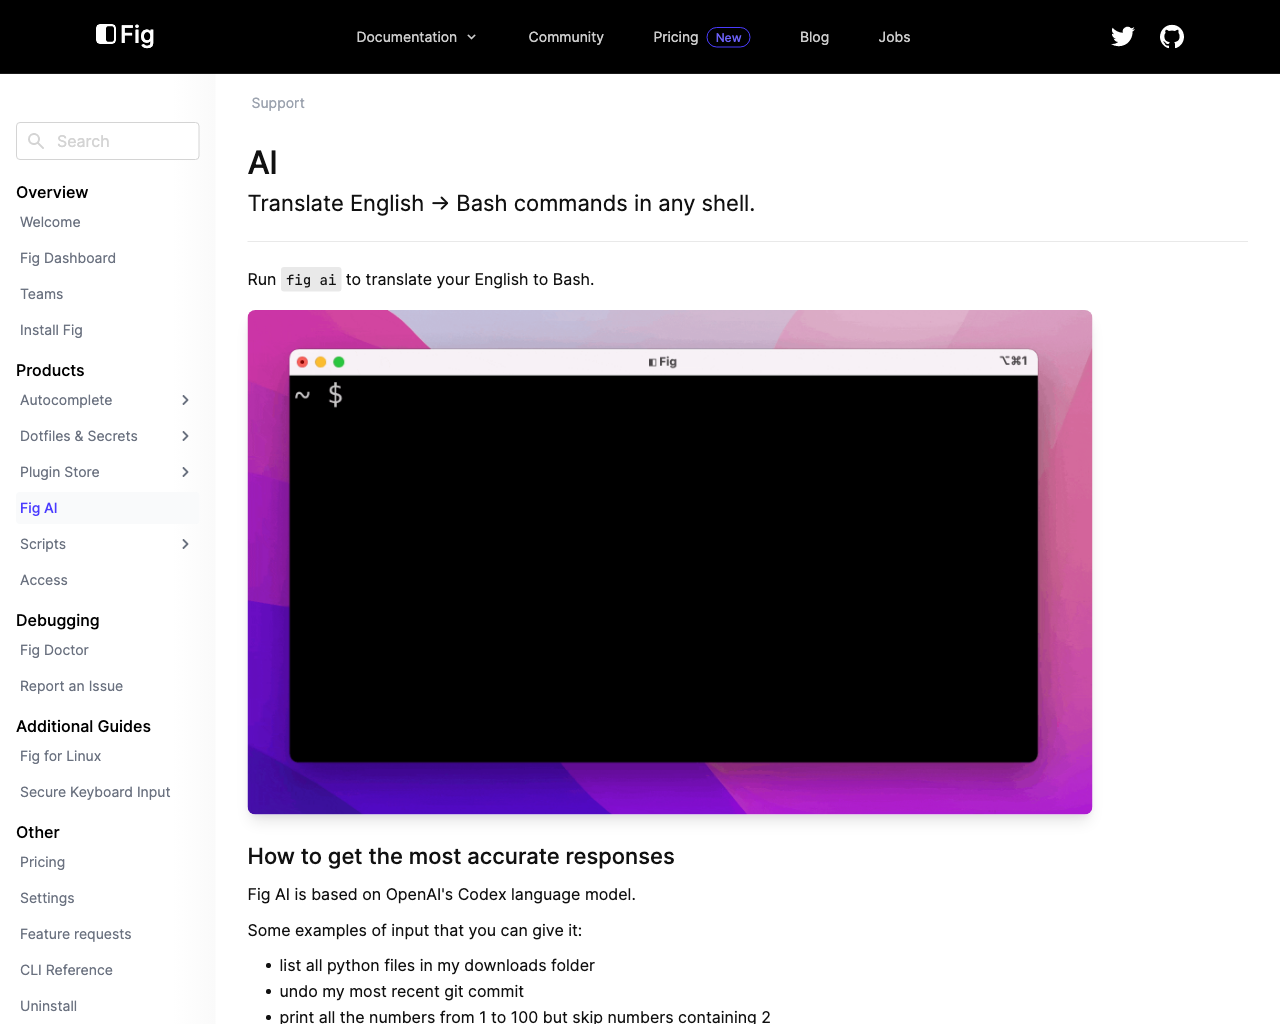 Fig
Documentation
Community
Pricing New
Blog
Jobs
Search
Overview
Welcome
Fig Dashboard
Teams
Install Fig
Products
Autocomplete
Dotfiles & Secrets
Plugin Store
Fig AI
Scripts
Access
Debugging
Fig Doctor
Report an Issue
Additional Guides
Fig for Linux
Secure Keyboard Input
Other
Pricing
Settings
Feature requests
CLI Reference
Uninstall
Support
AI
Translate English → Bash commands in any shell.
Run fig ai to translate your English to Bash.
Fig
⌥⌘1
~ $
How to get the most accurate responses
Fig AI is based on OpenAI's Codex language model.
Some examples of input that you can give it:
• list all python files in my downloads folder
• undo my most recent git commit
• print all the numbers from 1 to 100 but skip numbers containing 2